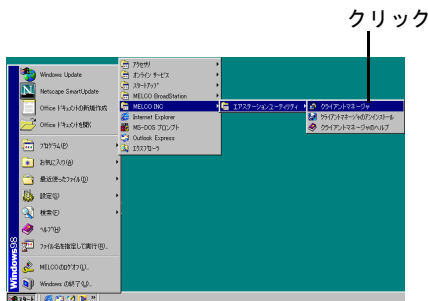 クリック
Windows Update
Netscape SmartUpdate
Office ﾄﾞｷｭﾒﾝﾄの新規作成
Office ﾄﾞｷｭﾒﾝﾄを開く
ﾌﾟﾛｸﾞﾗﾑ(P)
お気に入り(A)
最近使ったﾌｧｲﾙ(D)
設定(S)
検索(F)
ﾍﾙﾌﾟ(H)
ﾌｧｲﾙ名を指定して実行(R)...
MELCOのﾛｸﾞｵﾌ(L)...
Windows の終了(U)...
Windows98
ｽﾀｰﾄ
ｱｸｾｻﾘ
ｵﾝﾗｲﾝ ｻｰﾋﾞｽ
ｽﾀｰﾄｱｯﾌﾟ
MELCO BroadStation
MELCO INC
Internet Explorer
MS-DOS ﾌﾟﾛﾝﾌﾟﾄ
Outlook Express
ｴｸｽﾌﾟﾛｰﾗ
ｴｱｽﾃｰｼｮﾝﾕｰﾃｨﾘﾃｨ
ｸﾗｲｱﾝﾄﾏﾈｰｼﾞｬ
ｸﾗｲｱﾝﾄﾏﾈｰｼﾞｬのｱﾝｲﾝｽﾄｰﾙ
ｸﾗｲｱﾝﾄﾏﾈｰｼﾞｬのﾍﾙﾌﾟ